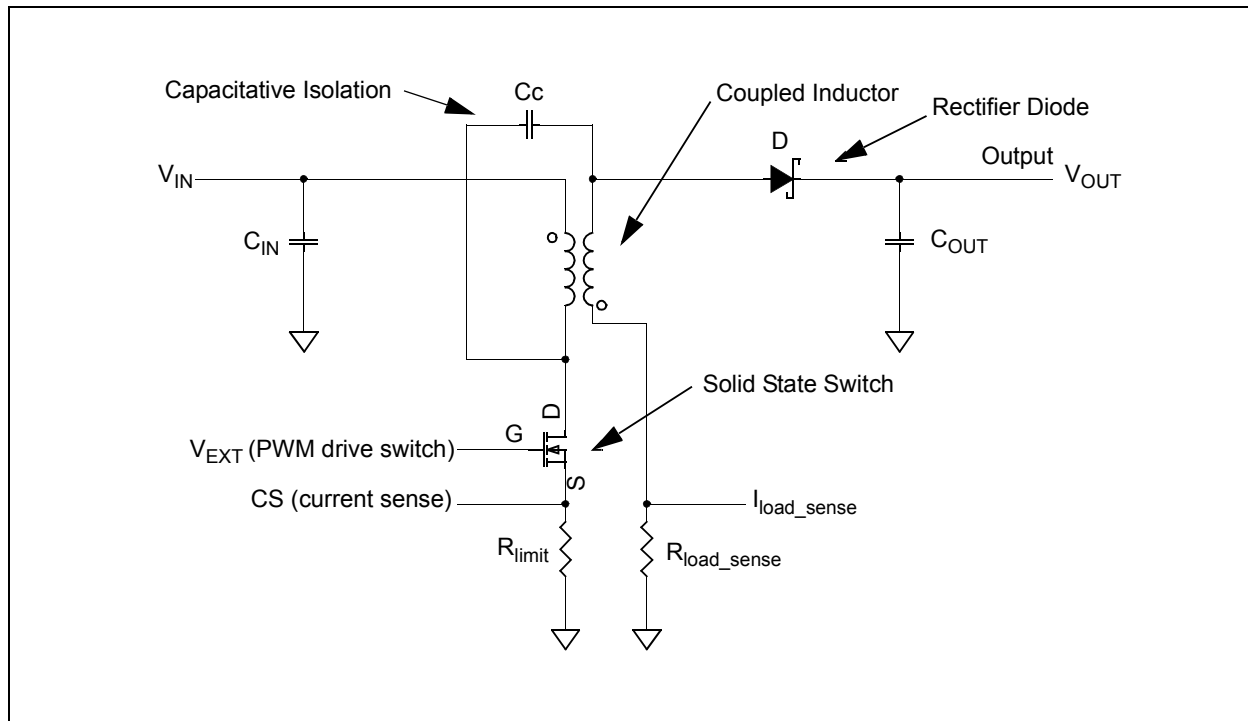 Capacitative Isolation
Cc
Coupled Inductor
Rectifier Diode
D
Output
VIN
VOUT
CIN
COUT
Solid State Switch
D
G
VEXT (PWM drive switch)
S
CS (current sense)
Iload_sense
Rlimit
Rload_sense